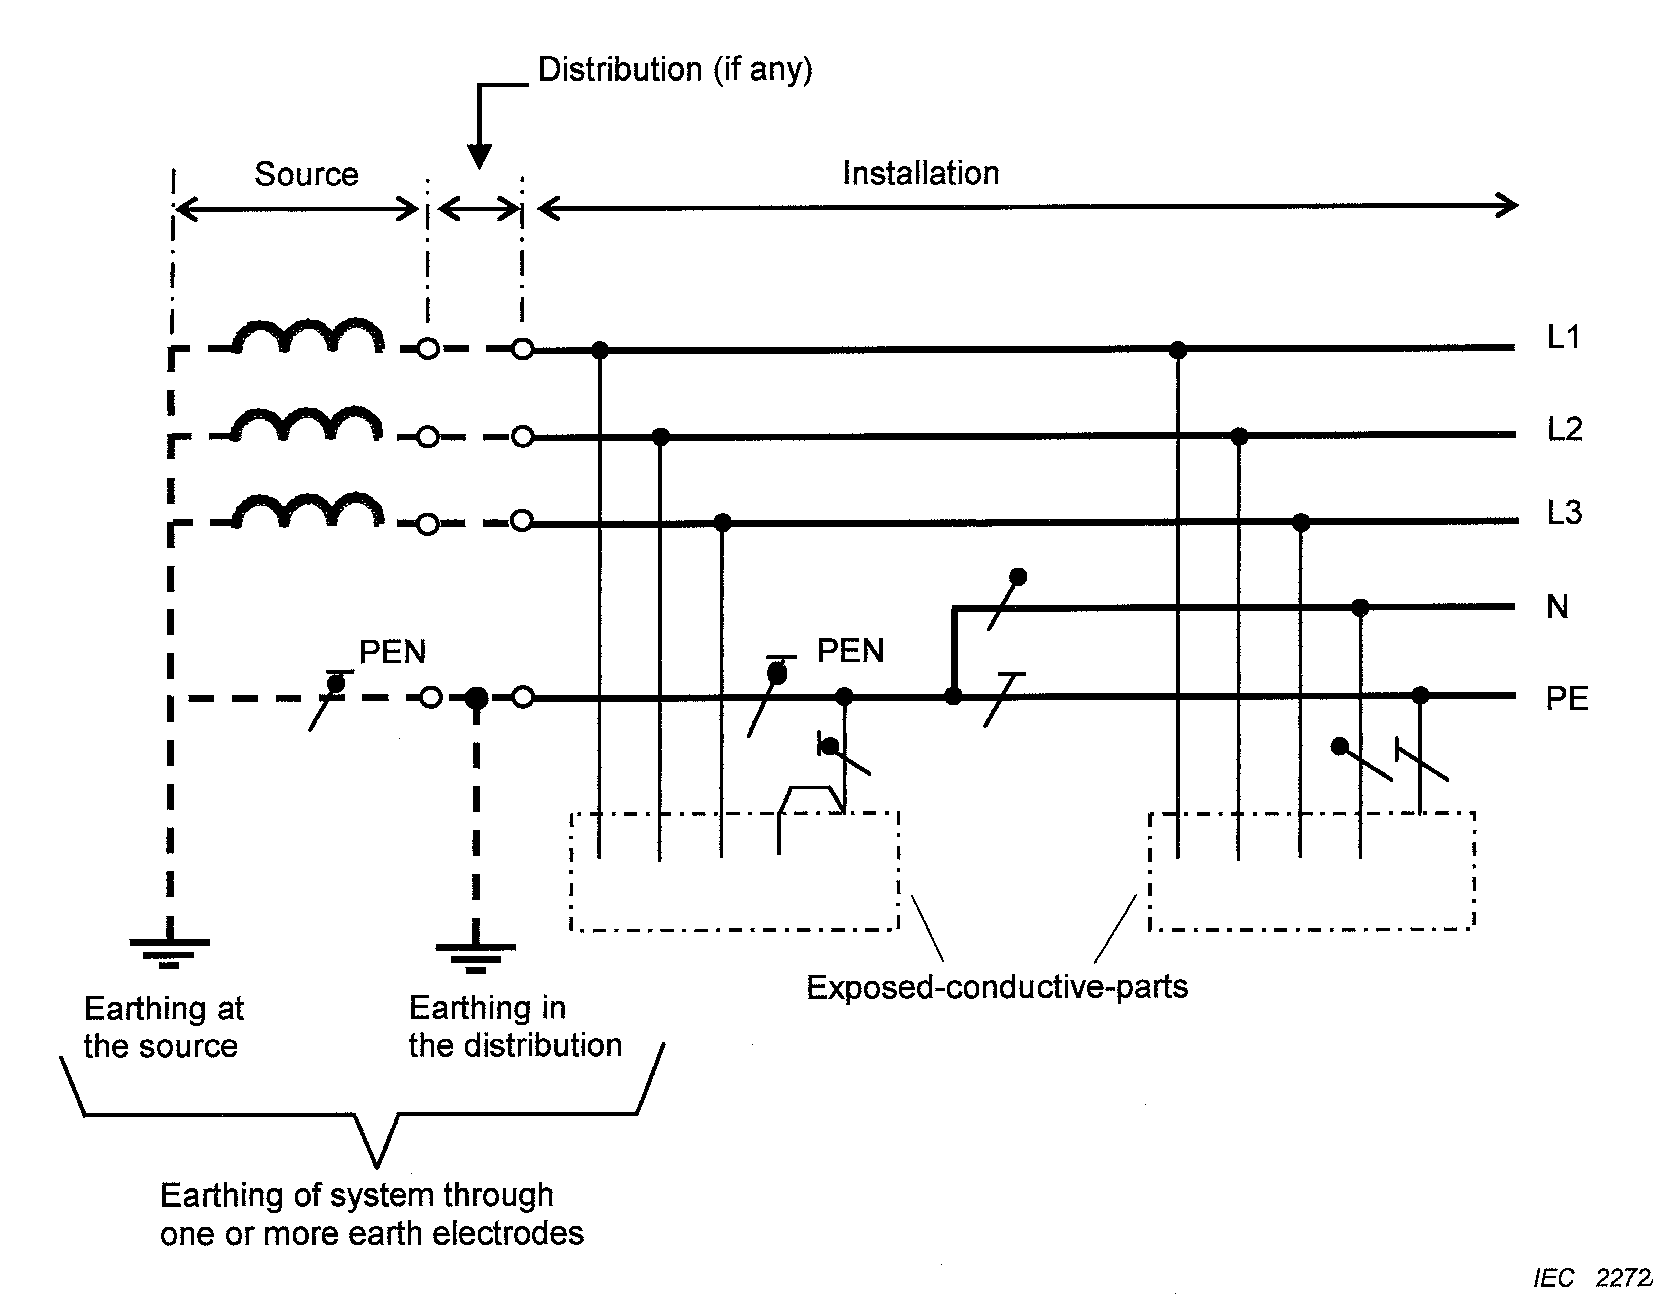 Distribution (if any)
Source
Installation
L1
L2
L3
N
PEN
PEN
PE
Exposed-conductive-parts
Earthing at
the source
Earthing in
the distribution
Earthing of system through
one or more earth electrodes
IEC 2272